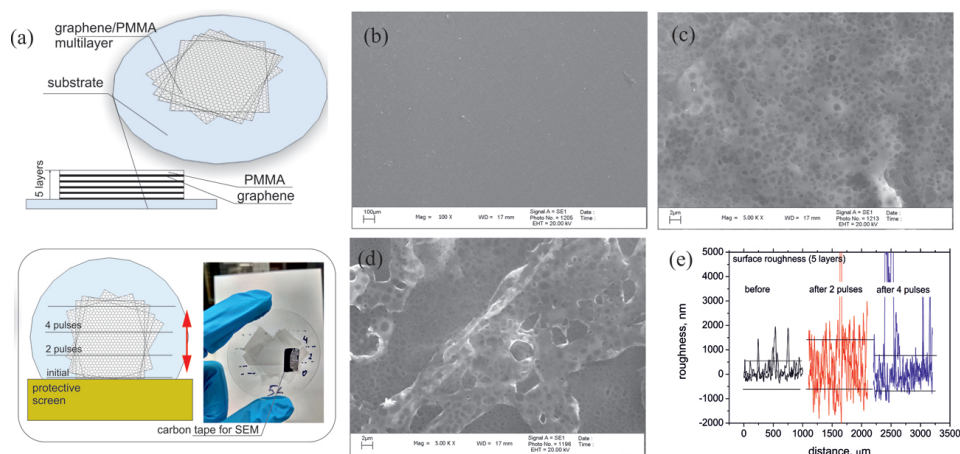 (a)
graphene/PMMA
multilayer
substrate
5 layers
PMMA
graphene
4 pulses
2 pulses
initial
protective
screen
carbon tape for SEM
4
2
0
(b)
100µm
Mag = 100 X
WD = 17 mm
Signal A = SE1
Photo No. = 1205
EHT = 20.00 kV
Date :
Time :
(c)
2µm
Mag = 5.00 K X
WD = 17 mm
Signal A = SE1
Photo No. = 1213
EHT = 20.00 kV
Date :
Time :
(d)
2µm
Mag = 5.00 K X
WD = 17 mm
Signal A = SE1
Photo No. = 1196
EHT = 20.00 kV
Date :
Time :
(e)
surface roughness (5 layers)
before
after 2 pulses
after 4 pulses
roughness, nm
5000
4000
3000
2000
1000
0
-1000
-2000
0
500
1000
1500
2000
2500
3000
3500
distance, µm